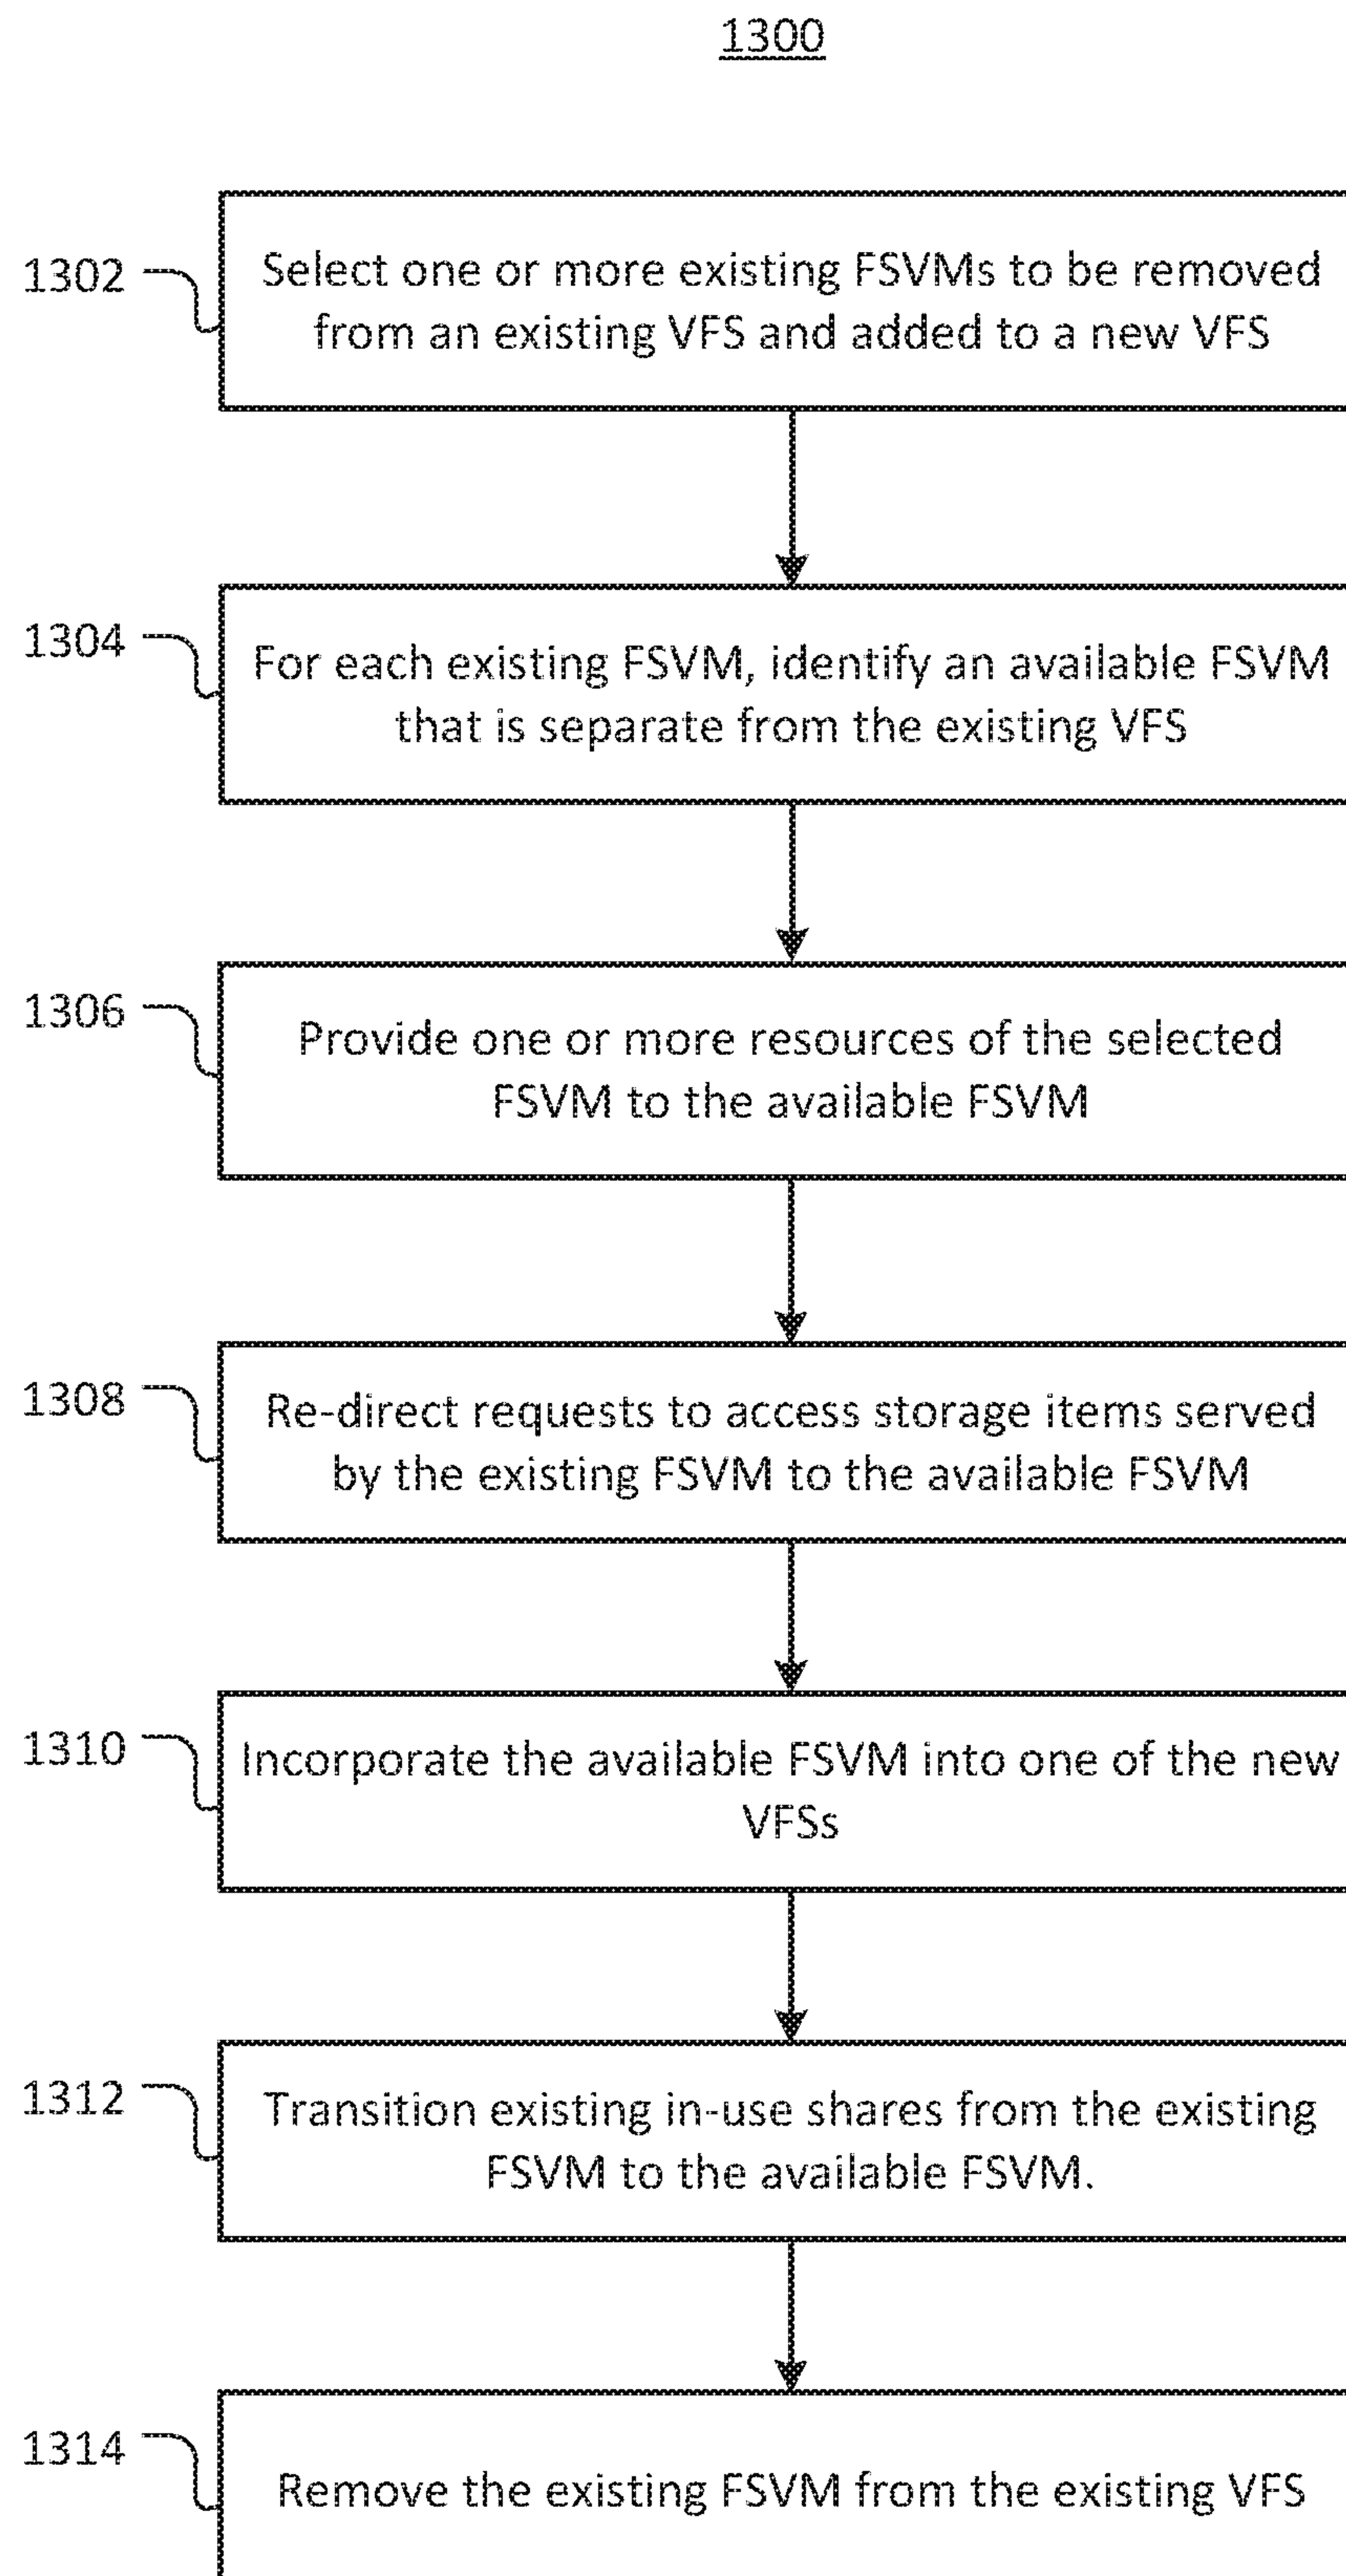 1300
1302
Select one or more existing FSVMs to be removed
from an existing VFS and added to a new VFS
1304
For each existing FSVM, identify an available FSVM
that is separate from the existing VFS
1306
Provide one or more resources of the selected
FSVM to the available FSVM
1308
Re-direct requests to access storage items served
by the existing FSVM to the available FSVM
1310
Incorporate the available FSVM into one of the new
VFSs
1312
Transition existing in-use shares from the existing
FSVM to the available FSVM.
1314
Remove the existing FSVM from the existing VFS